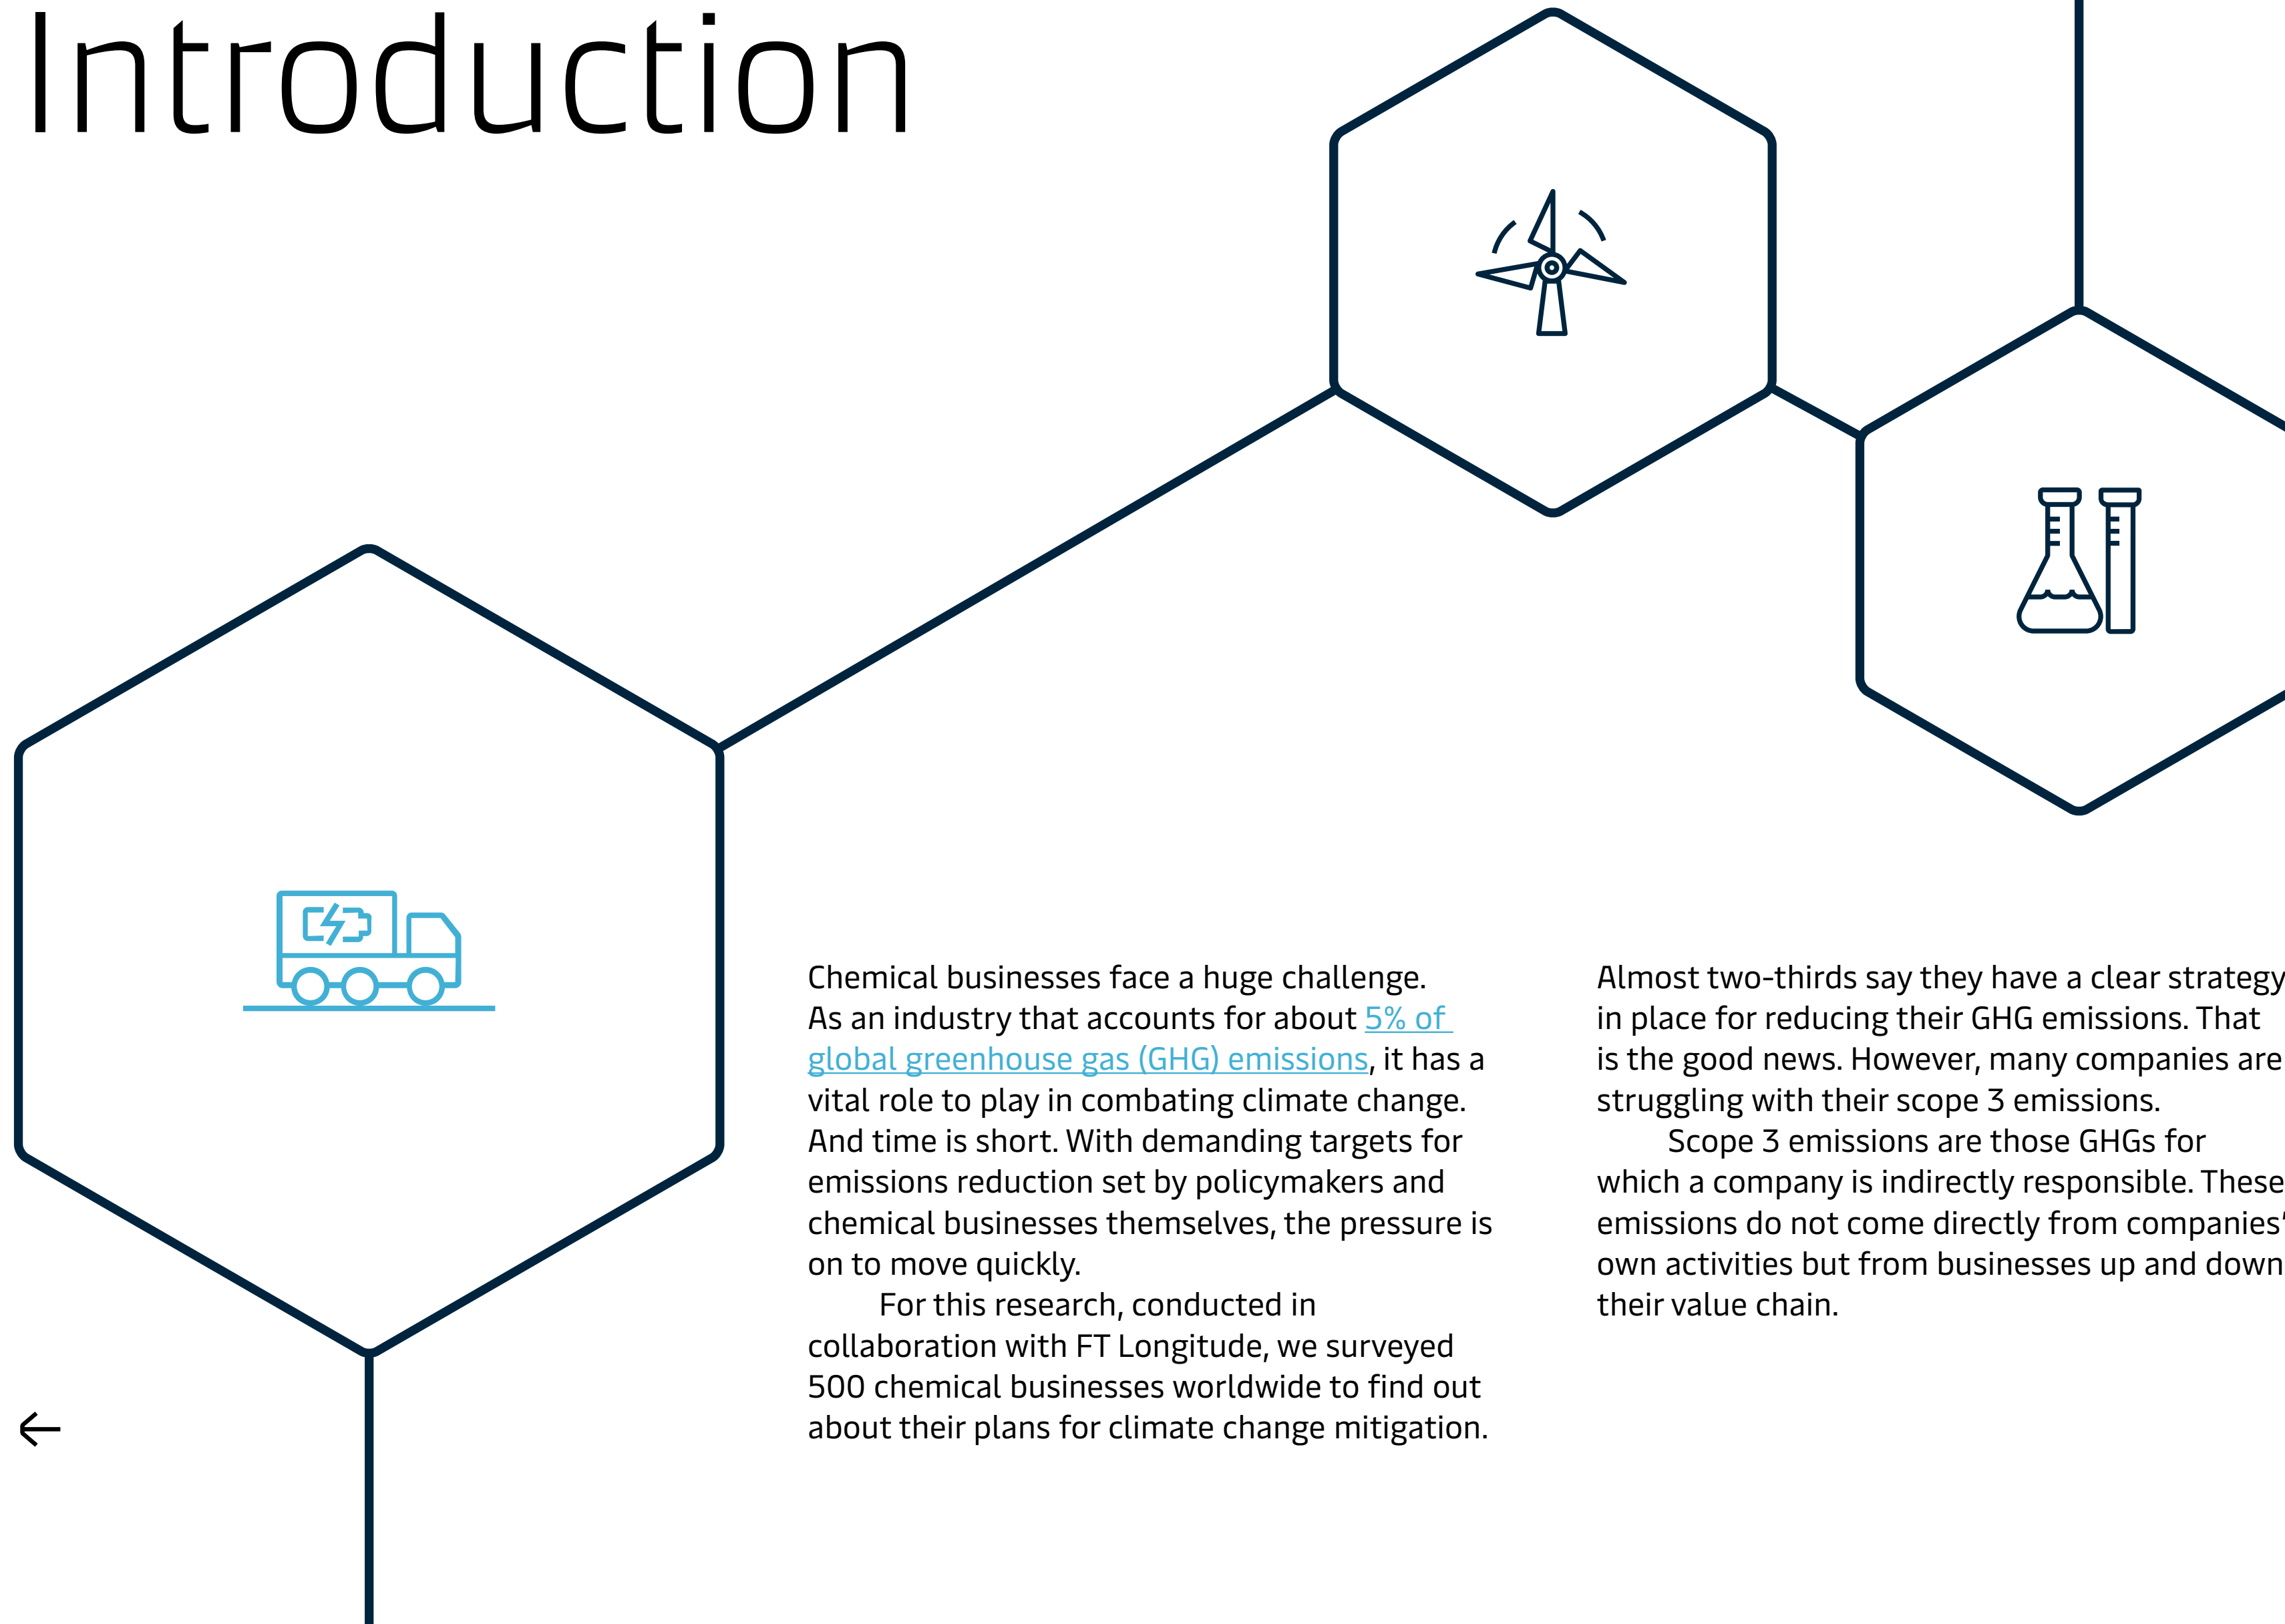 Introduction
Chemical businesses face a huge challenge.
As an industry that accounts for about 5% of
global greenhouse gas (GHG) emissions, it has a
vital role to play in combating climate change.
And time is short. With demanding targets for
emissions reduction set by policymakers and
chemical businesses themselves, the pressure is
on to move quickly.
For this research, conducted in
collaboration with FT Longitude, we surveyed
500 chemical businesses worldwide to find out
about their plans for climate change mitigation.
Almost two-thirds say they have a clear strategy
in place for reducing their GHG emissions. That
is the good news. However, many companies are
struggling with their scope 3 emissions.
Scope 3 emissions are those GHGs for
which a company is indirectly responsible. These
emissions do not come directly from companies’
own activities but from businesses up and down
their value chain.